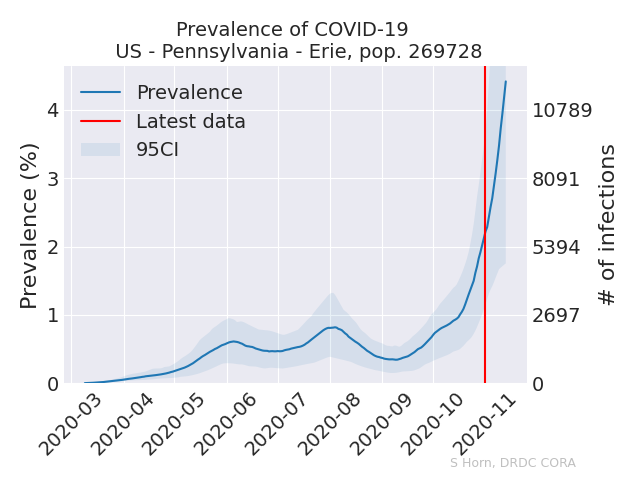 Prevalence of COVID-19
US - Pennsylvania - Erie, pop. 269728
Prevalence
Latest data
95CI
Prevalence (%)
4
3
2
1
0
10789
8091
5394
2697
0
# of infections
2020-03
2020-04
2020-05
2020-06
2020-07
2020-08
2020-09
2020-10
2020-11
S Horn, DRDC CORA